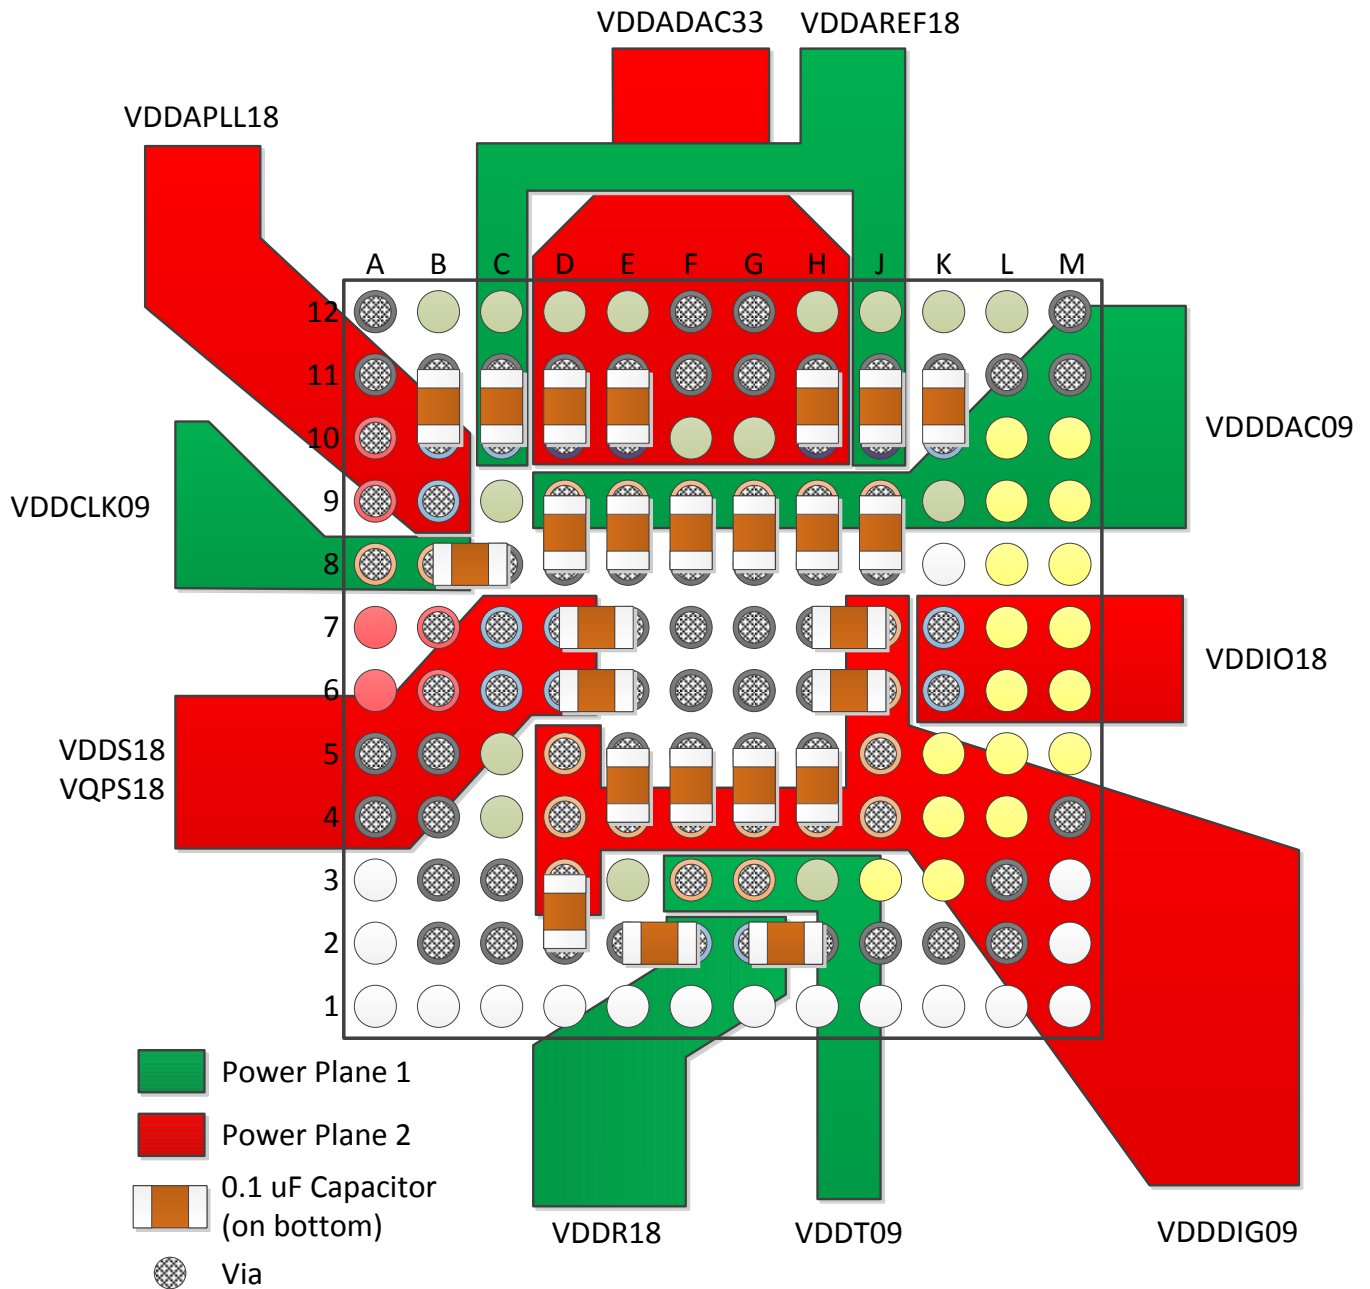 VDDADAC33 VDDAREF18
VDDAPLL18
A B C D E F G H J K L M
12
11
10
VDDDAC09
9
VDDCLK09
8
7
VDDIO18
6
VDDS18
VQPS18
5
4
3
2
1
Power Plane 1
Power Plane 2
0.1 uF Capacitor
(on bottom)
Via
VDDR18
VDDT09
VDDDIG09